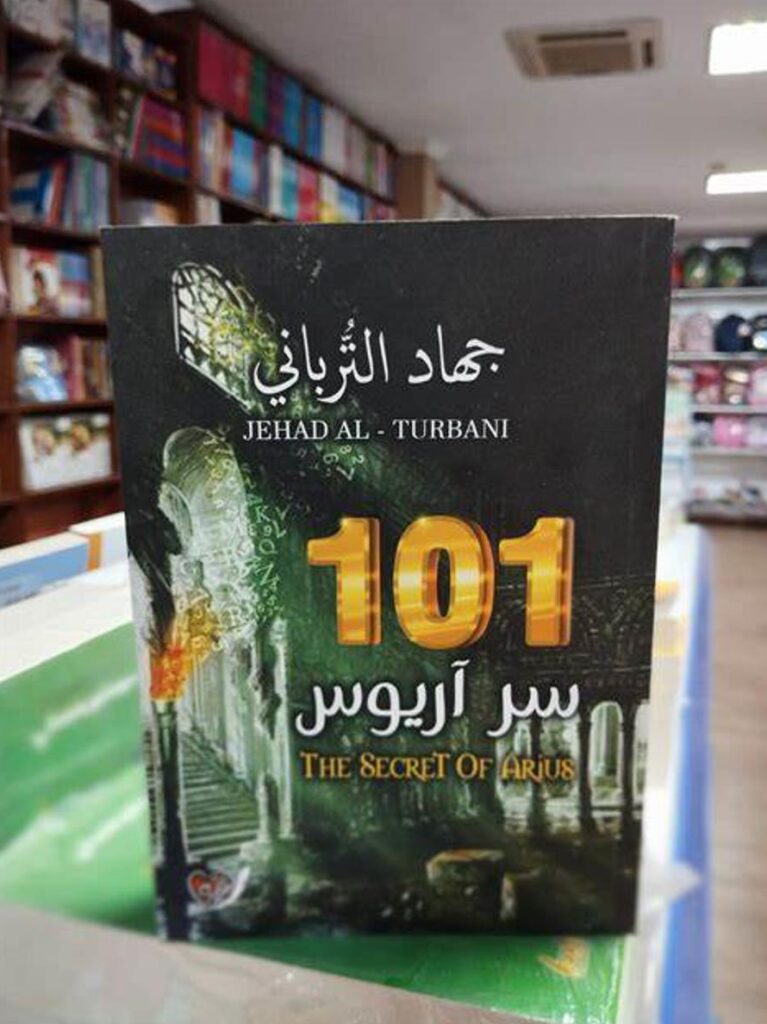 جهاد التُّرباني
JEHAD AL - TURBANI
101
سر آريوس
THE SECRET OF ARIUS